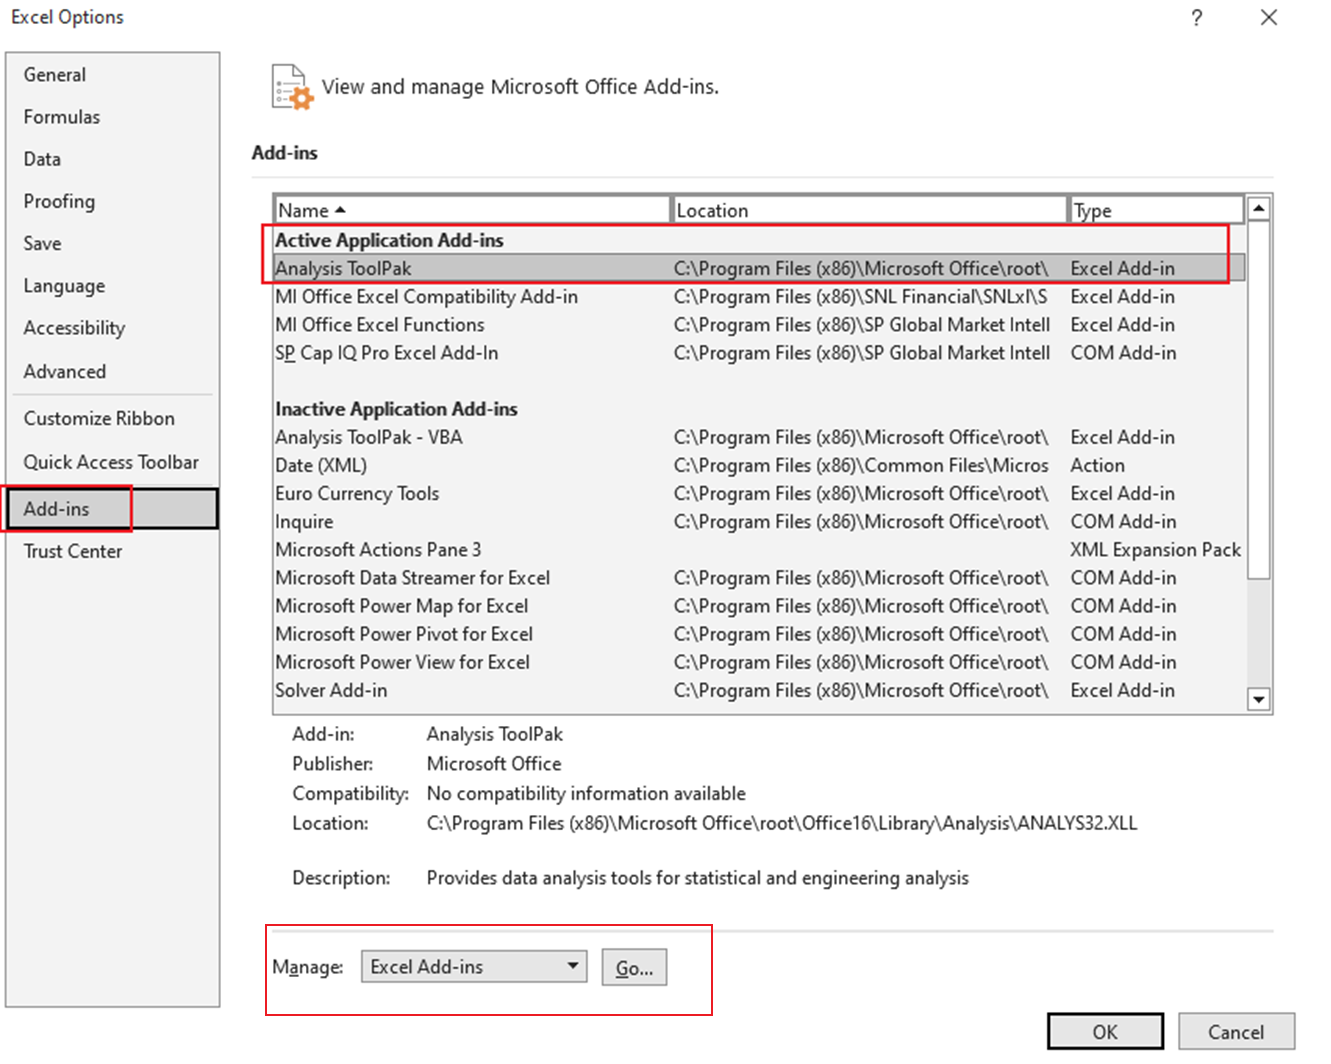 Excel Options
?
General
Formulas
Data
Proofing
Save
Language
Accessibility
Advanced
Customize Ribbon
Quick Access Toolbar
Add-ins
Trust Center
View and manage Microsoft Office Add-ins.
Add-ins
Name Location Type
Active Application Add-ins
Analysis ToolPak C:\Program Files (x86)\Microsoft Office\root\ Excel Add-in
MI Office Excel Compatibility Add-in C:\Program Files (x86)\SNL Financial\SNLxl\S Excel Add-in
MI Office Excel Functions C:\Program Files (x86)\SP Global Market Intell Excel Add-in
SP Cap IQ Pro Excel Add-In C:\Program Files (x86)\SP Global Market Intell COM Add-in
Inactive Application Add-ins
Analysis ToolPak - VBA C:\Program Files (x86)\Microsoft Office\root\ Excel Add-in
Date (XML) C:\Program Files (x86)\Common Files\Micros Action
Euro Currency Tools C:\Program Files (x86)\Microsoft Office\root\ Excel Add-in
Inquire C:\Program Files (x86)\Microsoft Office\root\ COM Add-in
Microsoft Actions Pane 3 XML Expansion Pack
Microsoft Data Streamer for Excel C:\Program Files (x86)\Microsoft Office\root\ COM Add-in
Microsoft Power Map for Excel C:\Program Files (x86)\Microsoft Office\root\ COM Add-in
Microsoft Power Pivot for Excel C:\Program Files (x86)\Microsoft Office\root\ COM Add-in
Microsoft Power View for Excel C:\Program Files (x86)\Microsoft Office\root\ COM Add-in
Solver Add-in C:\Program Files (x86)\Microsoft Office\root\ Excel Add-in
Add-in: Analysis ToolPak
Publisher: Microsoft Office
Compatibility: No compatibility information available
Location: C:\Program Files (x86)\Microsoft Office\root\Office16\Library\Analysis\ANALYS32.XLL
Description: Provides data analysis tools for statistical and engineering analysis
Manage: Excel Add-ins Go...
OK Cancel